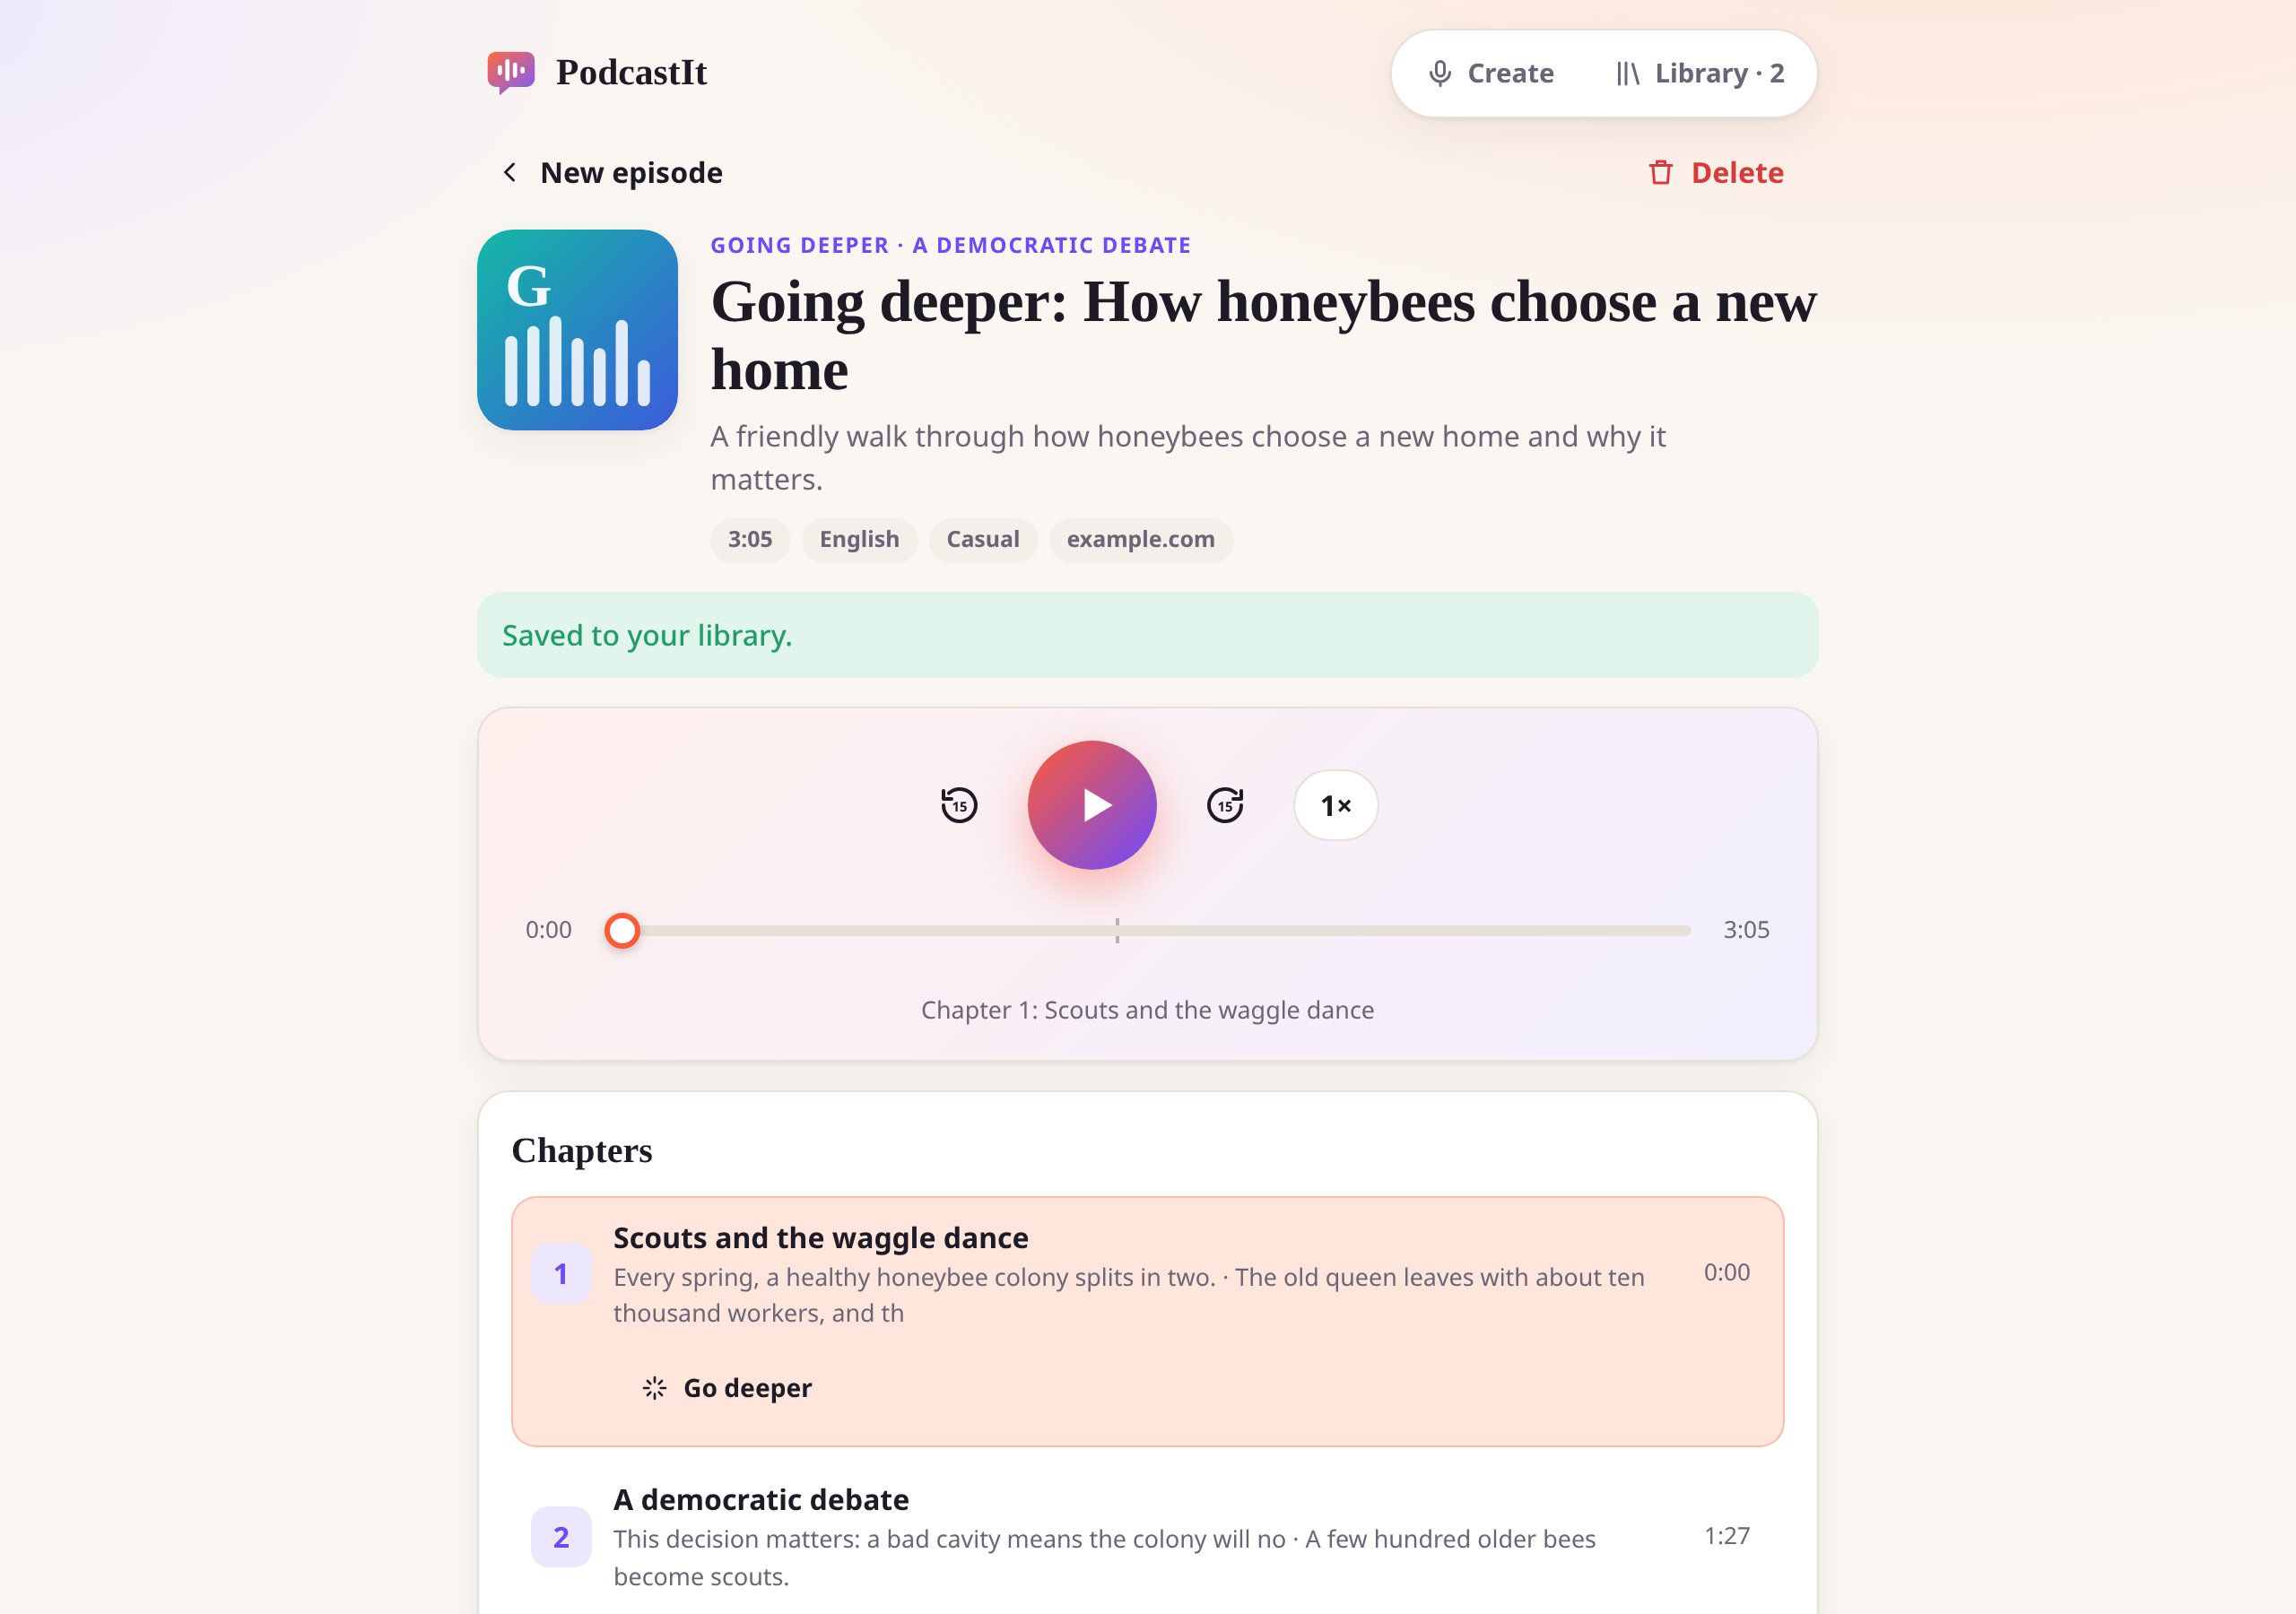 PodcastIt
Create
Library · 2
New episode
Delete
G
GOING DEEPER · A DEMOCRATIC DEBATE
Going deeper: How honeybees choose a new
home
A friendly walk through how honeybees choose a new home and why it
matters.
3:05
English
Casual
example.com
Saved to your library.
15
15
1×
0:00
3:05
Chapter 1: Scouts and the waggle dance
Chapters
1
Scouts and the waggle dance
Every spring, a healthy honeybee colony splits in two. · The old queen leaves with about ten
thousand workers, and th
0:00
Go deeper
2
A democratic debate
This decision matters: a bad cavity means the colony will no · A few hundred older bees
become scouts.
1:27